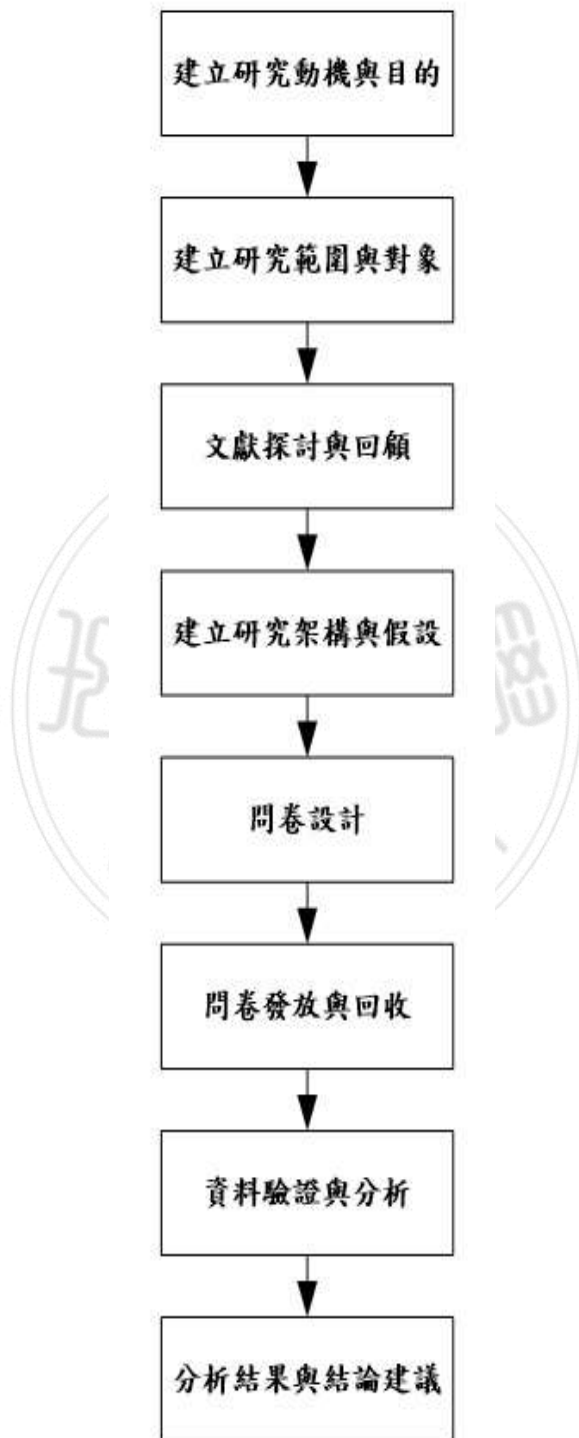 建立研究動機與目的
建立研究範圍與對象
文獻探討與回顧
建立研究架構與假設
問卷設計
問卷發放與回收
資料驗證與分析
分析結果與結論建議